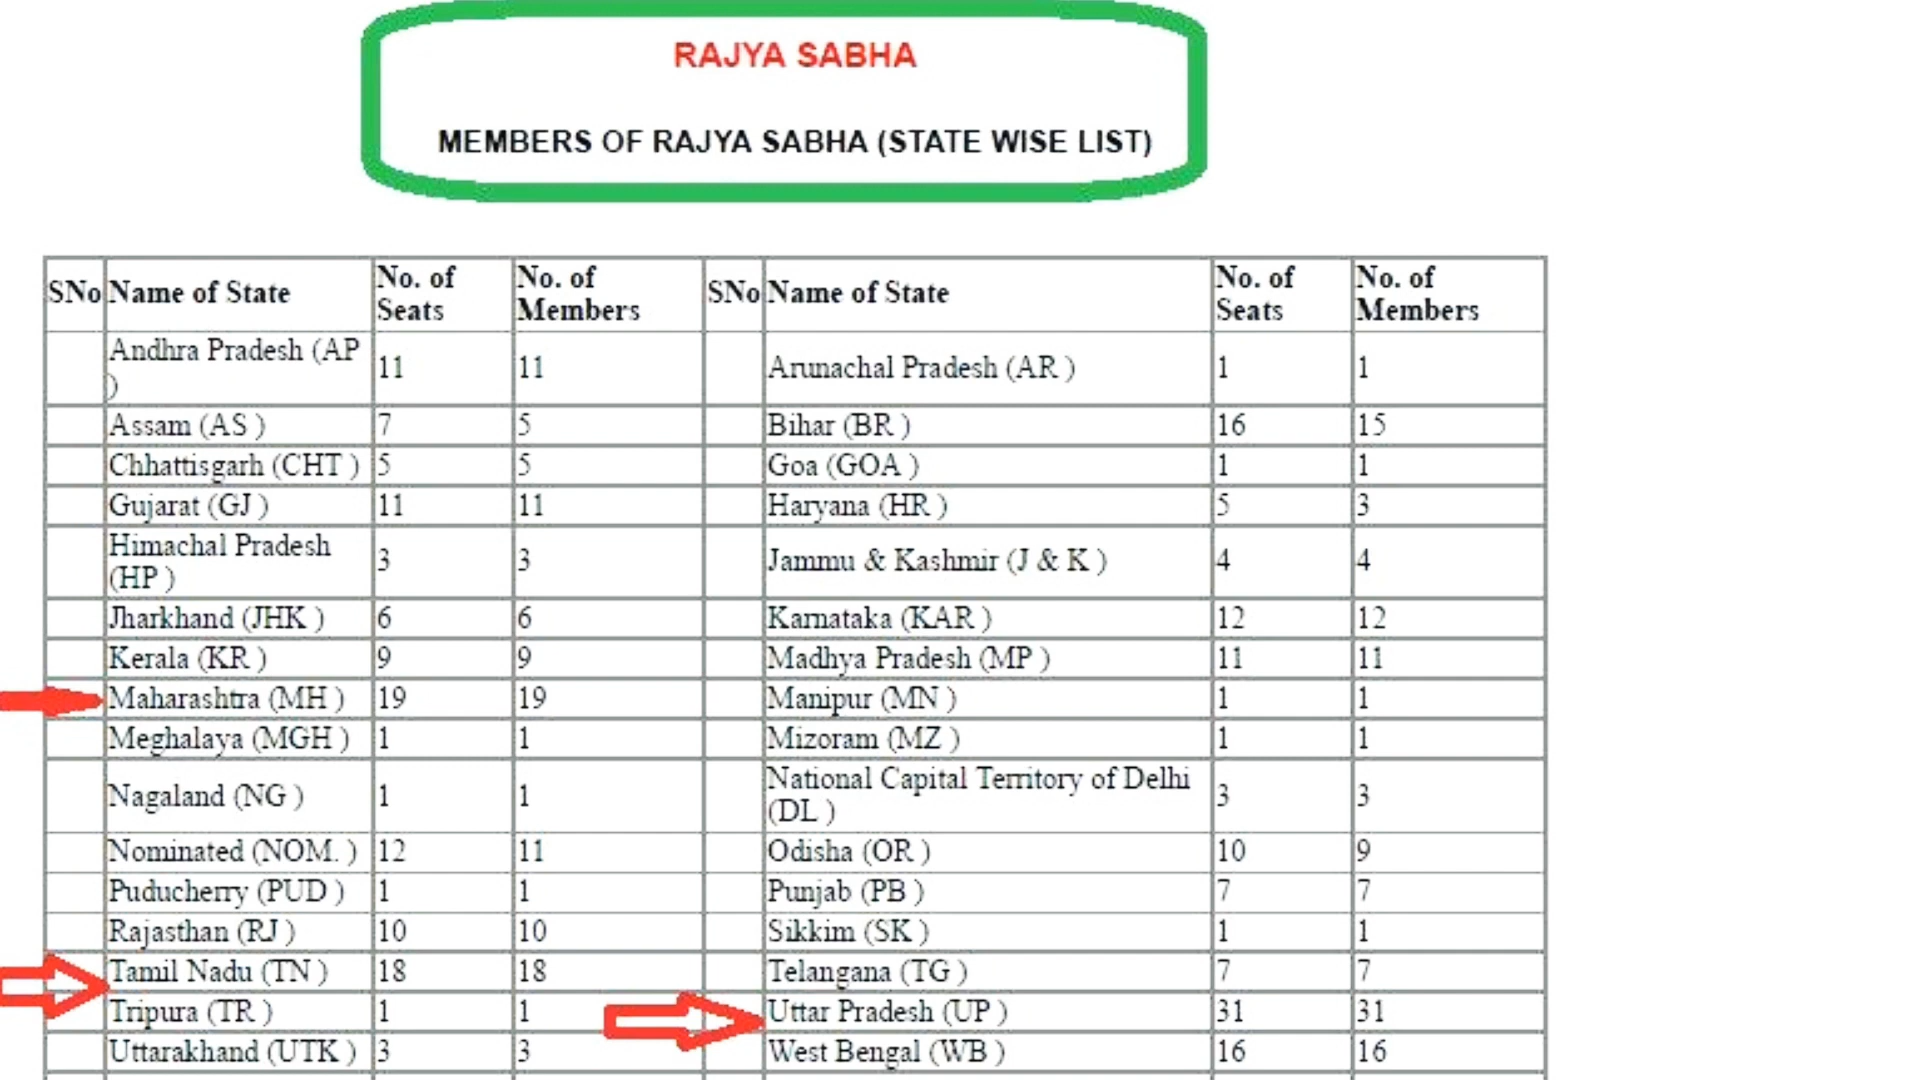 RAJYA SABHA
MEMBERS OF RAJYA SABHA (STATE WISE LIST)
SNo Name of State No. of Seats No. of Members SNo Name of State No. of Seats No. of Members
Andhra Pradesh (AP ) 11 11 Arunachal Pradesh (AR ) 1 1
Assam (AS ) 7 5 Bihar (BR ) 16 15
Chhattisgarh (CHT ) 5 5 Goa (GOA ) 1 1
Gujarat (GJ ) 11 11 Haryana (HR ) 5 3
Himachal Pradesh (HP ) 3 3 Jammu & Kashmir (J & K ) 4 4
Jharkhand (JHK ) 6 6 Karnataka (KAR ) 12 12
Kerala (KR ) 9 9 Madhya Pradesh (MP ) 11 11
Maharashtra (MH ) 19 19 Manipur (MN ) 1 1
Meghalaya (MGH ) 1 1 Mizoram (MZ ) 1 1
Nagaland (NG ) 1 1 National Capital Territory of Delhi (DL ) 3 3
Nominated (NOM. ) 12 11 Odisha (OR ) 10 9
Puducherry (PUD ) 1 1 Punjab (PB ) 7 7
Rajasthan (RJ ) 10 10 Sikkim (SK ) 1 1
Tamil Nadu (TN ) 18 18 Telangana (TG ) 7 7
Tripura (TR ) 1 1 Uttar Pradesh (UP ) 31 31
Uttarakhand (UTK ) 3 3 West Bengal (WB ) 16 16